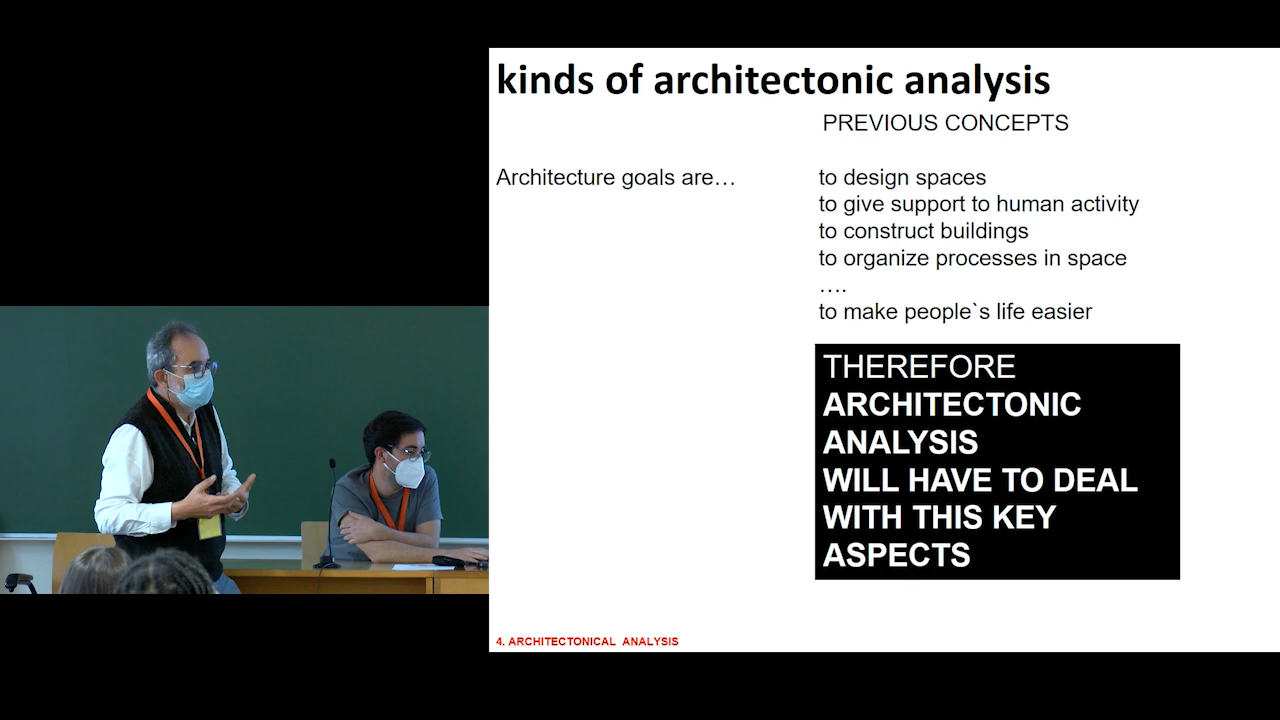 kinds of architectonic analysis
PREVIOUS CONCEPTS
Architecture goals are…
to design spaces
to give support to human activity
to construct buildings
to organize processes in space
….
to make people`s life easier
THEREFORE
ARCHITECTONIC
ANALYSIS
WILL HAVE TO DEAL
WITH THIS KEY
ASPECTS
4. ARCHITECTONICAL ANALYSIS